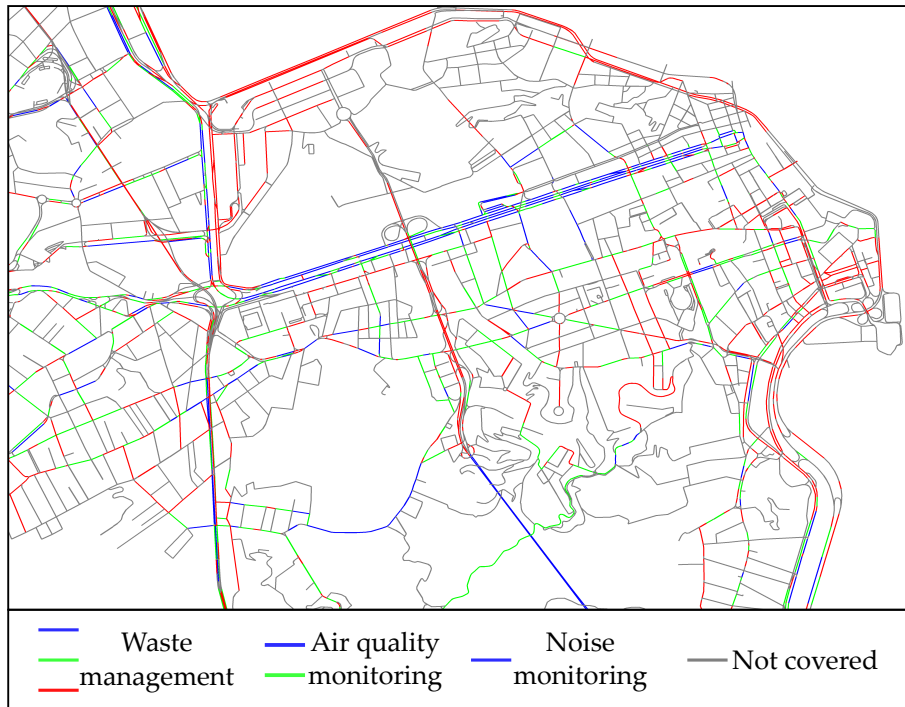 Waste management
Air quality monitoring
Noise monitoring
Not covered